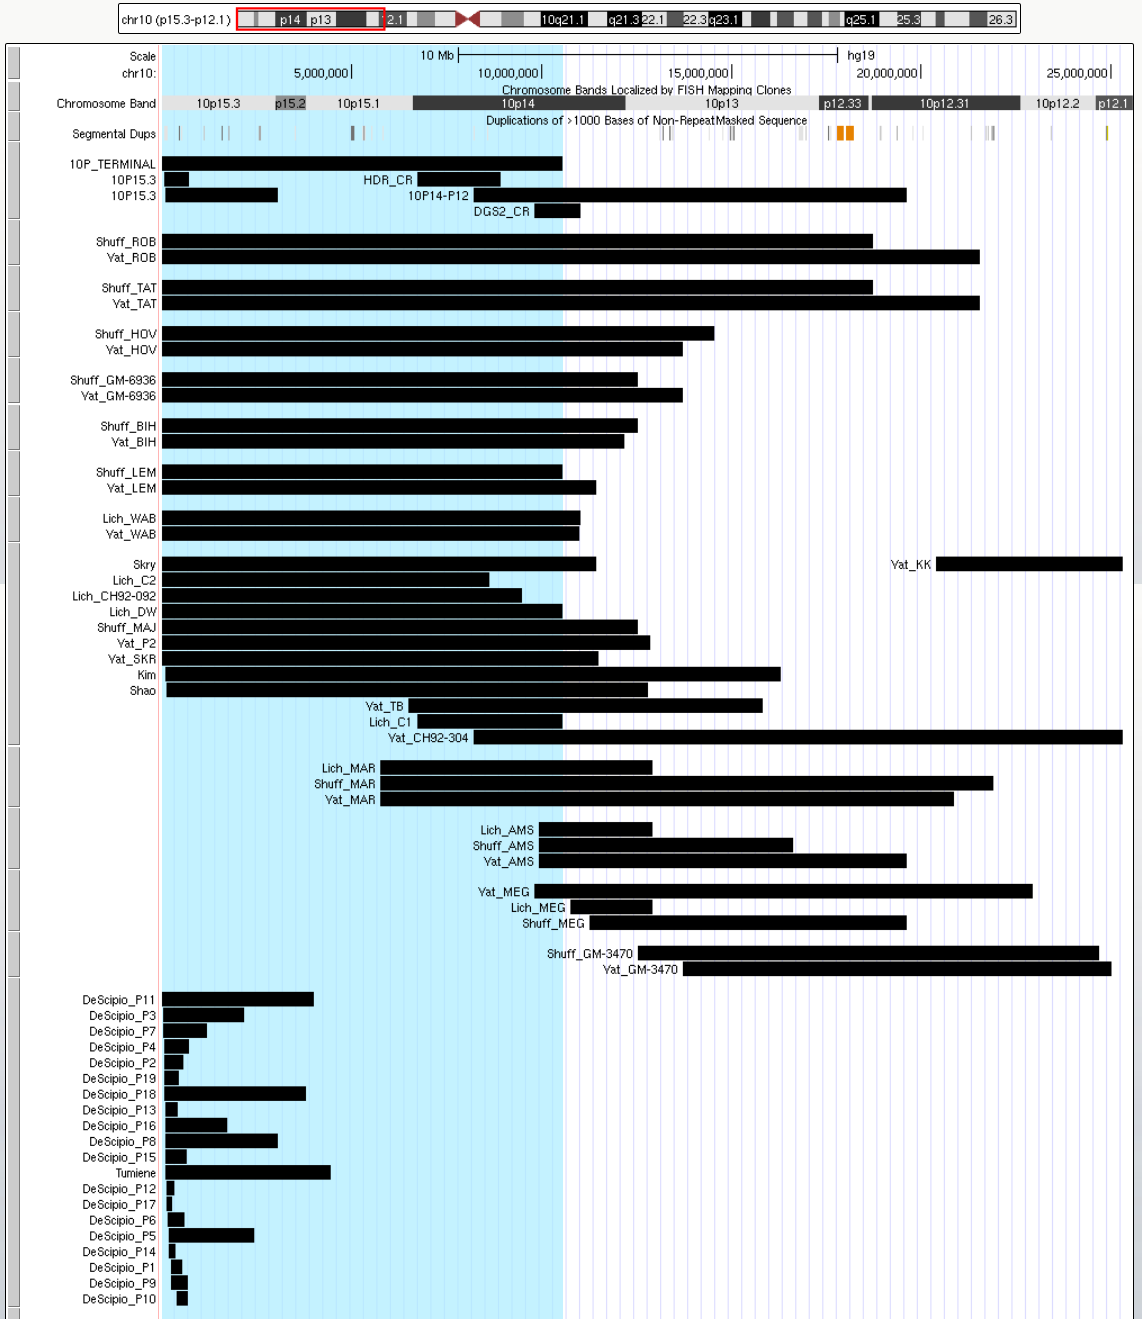 chr10 (p15.3-p12.1) p14 p13 12.1 10q21.1 q21.3 22.1 22.3 q23.1 q25.1 25.3 26.3
Scale 10 Mb hg19
chr10: 5,000,000 10,000,000 15,000,000 20,000,000 25,000,000
Chromosome Bands Localized by FISH Mapping Clones
Chromosome Band 10p15.3 p15.2 10p15.1 10p14 10p13 p12.33 10p12.31 10p12.2 p12.1
Duplications of >1000 Bases of Non-RepeatMasked Sequence
Segmental Dups
10P_TERMINAL
10P15.3 HDR_CR
10P15.3 10P14-P12
DGS2_CR
Shuff_ROB
Yat_ROB
Shuff_TAT
Yat_TAT
Shuff_HOV
Yat_HOV
Shuff_GM-6936
Yat_GM-6936
Shuff_BIH
Yat_BIH
Shuff_LEM
Yat_LEM
Lich_WAB
Yat_WAB
Skry Yat_KK
Lich_C2
Lich_CH92-092
Lich_DW
Shuff_MAJ
Yat_P2
Yat_SKR
Kim
Shao
Yat_TB
Lich_C1
Yat_CH92-304
Lich_MAR
Shuff_MAR
Yat_MAR
Lich_AMS
Shuff_AMS
Yat_AMS
Yat_MEG
Lich_MEG
Shuff_MEG
Shuff_GM-3470
Yat_GM-3470
DeScipio_P11
DeScipio_P3
DeScipio_P7
DeScipio_P4
DeScipio_P2
DeScipio_P19
DeScipio_P18
DeScipio_P13
DeScipio_P16
DeScipio_P8
DeScipio_P15
Tumiene
DeScipio_P12
DeScipio_P17
DeScipio_P6
DeScipio_P5
DeScipio_P14
DeScipio_P1
DeScipio_P9
DeScipio_P10